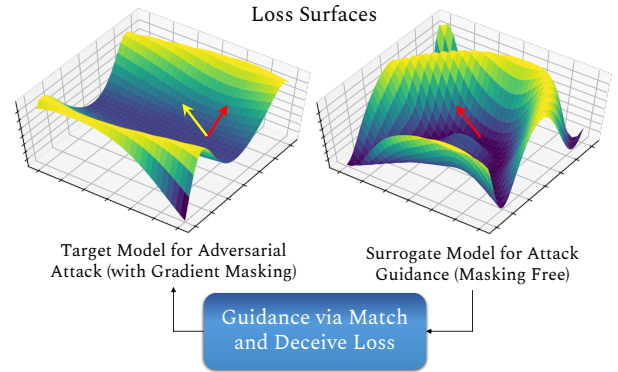 Loss Surfaces
Target Model for Adversarial
Attack (with Gradient Masking)
Surrogate Model for Attack
Guidance (Masking Free)
Guidance via Match
and Deceive Loss